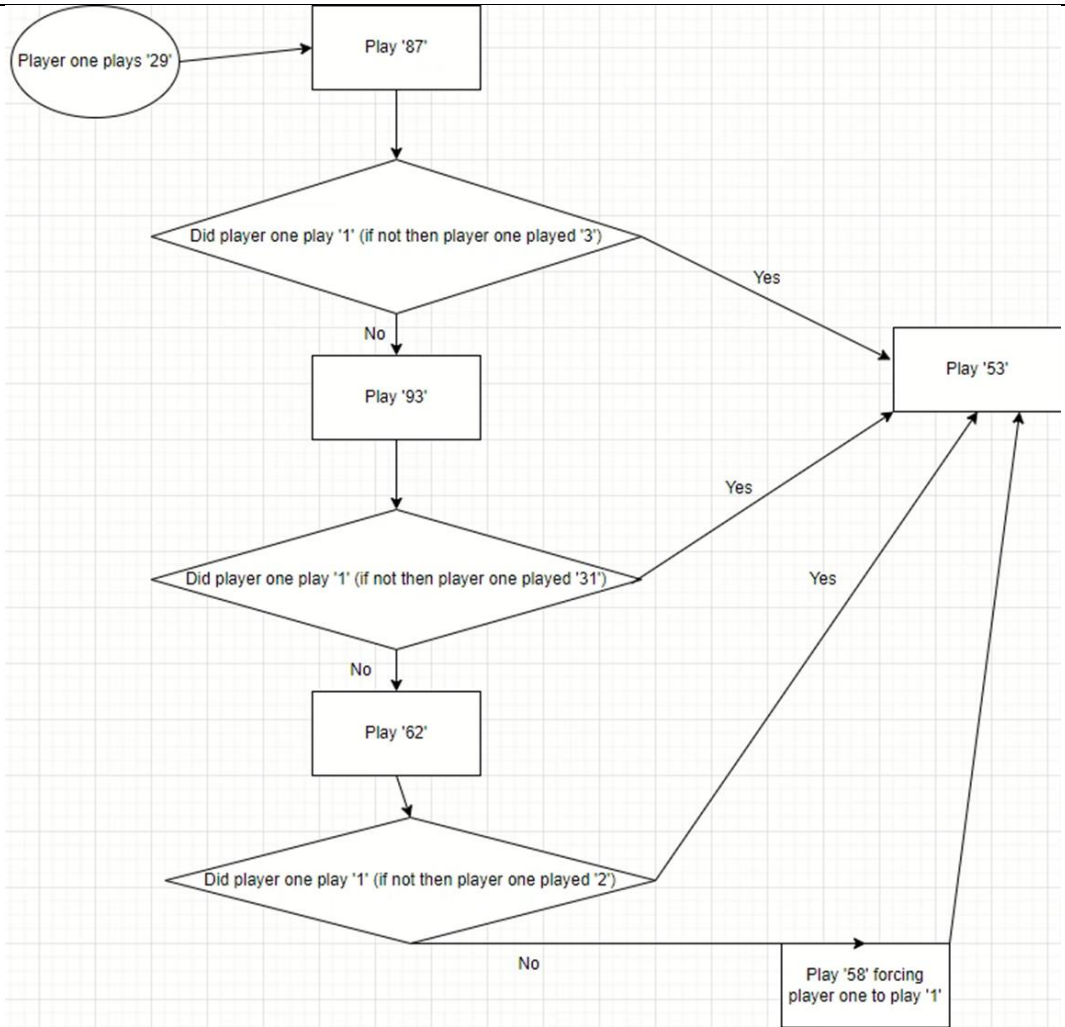 Player one plays '29'
Play '87'
Did player one play '1' (if not then player one played '3')
Yes
No
Play '53'
Play '93'
Yes
Did player one play '1' (if not then player one played '31')
Yes
No
Play '62'
Did player one play '1' (if not then player one played '2')
No
Play '58' forcing
player one to play '1'